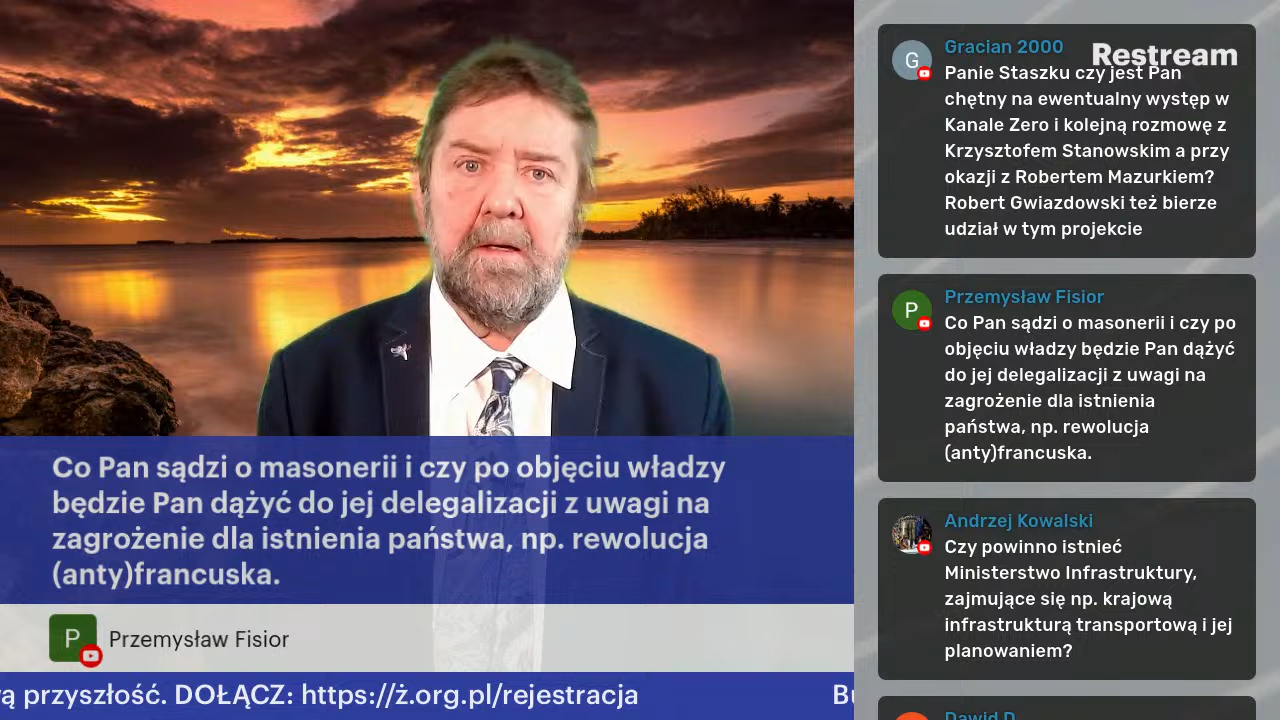 Co Pan sądzi o masonerii i czy po objęciu władzy
będzie Pan dążyć do jej delegalizacji z uwagi na
zagrożenie dla istnienia państwa, np. rewolucja
(anty)francuska.
P
Przemysław Fisior
przyszłość. DOŁĄCZ: https://ż.org.pl/rejestracja
Restream
G
Gracian 2000
Panie Staszku czy jest Pan
chętny na ewentualny występ w
Kanale Zero i kolejną rozmowę z
Krzysztofem Stanowskim a przy
okazji z Robertem Mazurkiem?
Robert Gwiazdowski też bierze
udział w tym projekcie
P
Przemysław Fisior
Co Pan sądzi o masonerii i czy po
objęciu władzy będzie Pan dążyć
do jej delegalizacji z uwagi na
zagrożenie dla istnienia
państwa, np. rewolucja
(anty)francuska.
Andrzej Kowalski
Czy powinno istnieć
Ministerstwo Infrastruktury,
zajmujące się np. krajową
infrastrukturą transportową i jej
planowaniem?
Dawid D